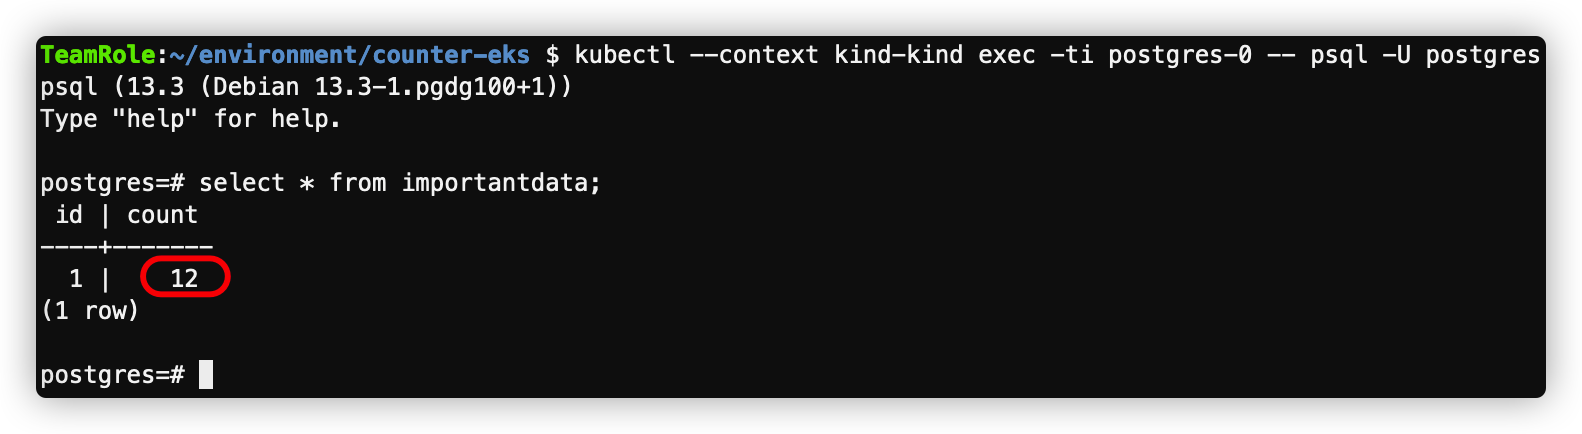 TeamRole:~/environment/counter-eks $ kubectl --context kind-kind exec -ti postgres-0 -- psql -U postgres
psql (13.3 (Debian 13.3-1.pgdg100+1))
Type "help" for help.

postgres=# select * from importantdata;
 id | count
----+-------
  1 |    12
(1 row)

postgres=#